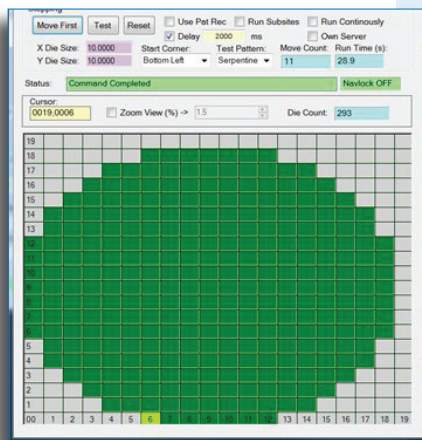 Stepping
Move First Test Reset Use Pat Rec Run Subsites Run Continously
Delay 2000 ms Own Server
X Die Size: 10.0000 Start Corner: Test Pattern: Move Count: Run Time (s):
Y Die Size: 10.0000 Bottom Left Serpentine 11 28.9
Status: Command Completed Navlock OFF
Cursor:
0019,0006 Zoom View (%) -> 1.5 Die Count: 293
19
18
17
16
15
14
13
12
11
10
9
8
7
6
5
4
3
2
1
00 1 2 3 4 5 6 7 8 9 10 11 12 13 14 15 16 17 18 19